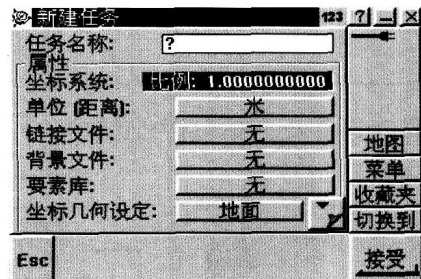 新建任务
123
? _ ×
任务名称: ?
属性
坐标系统: 比例: 1.0000000000
单位 (距离): 米
链接文件: 无
背景文件: 无
要素库: 无
坐标几何设定: 地面
地图
菜单
收藏夹
切换到
Esc
接受